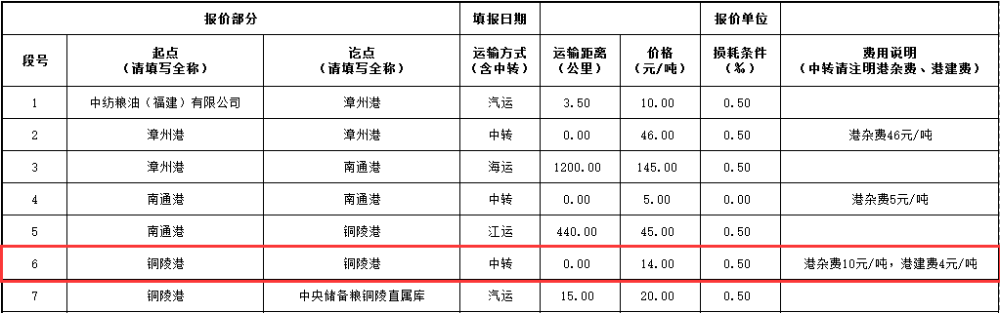 报价部分 填报日期 报价单位
段号 起点 讫点 运输方式 运输距离 价格 损耗条件 费用说明
（请填写全称） （请填写全称） （含中转） （公里） （元/吨） （‰） （中转请注明港杂费、港建费）
1 中纺粮油（福建）有限公司 漳州港 汽运 3.50 10.00 0.50
2 漳州港 漳州港 中转 0.00 46.00 0.50 港杂费46元/吨
3 漳州港 南通港 海运 1200.00 145.00 0.50
4 南通港 南通港 中转 0.00 5.00 0.00 港杂费5元/吨
5 南通港 铜陵港 江运 440.00 45.00 0.50
6 铜陵港 铜陵港 中转 0.00 14.00 0.50 港杂费10元/吨，港建费4元/吨
7 铜陵港 中央储备粮铜陵直属库 汽运 15.00 20.00 0.50